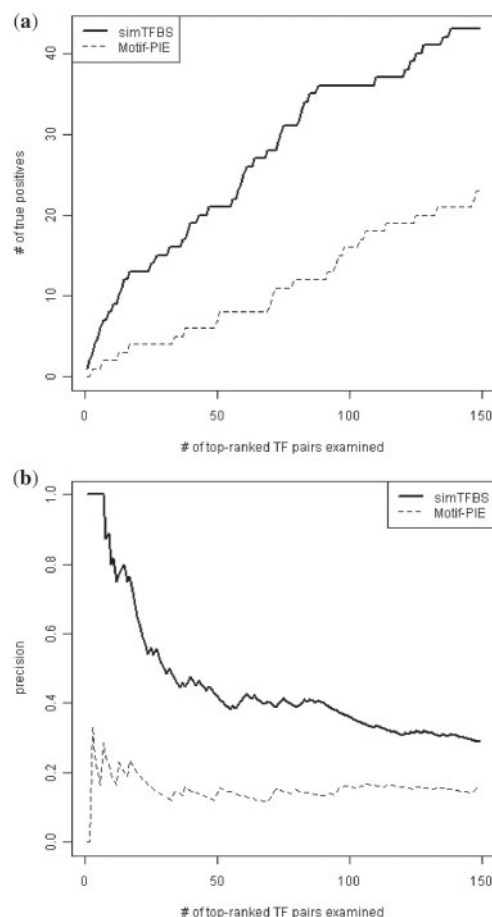 (a)
simTFBS
Motif-PIE
# of true positives
0
10
20
30
40
0
50
100
150
# of top-ranked TF pairs examined
(b)
simTFBS
Motif-PIE
precision
0.0
0.2
0.4
0.6
0.8
1.0
0
50
100
150
# of top-ranked TF pairs examined